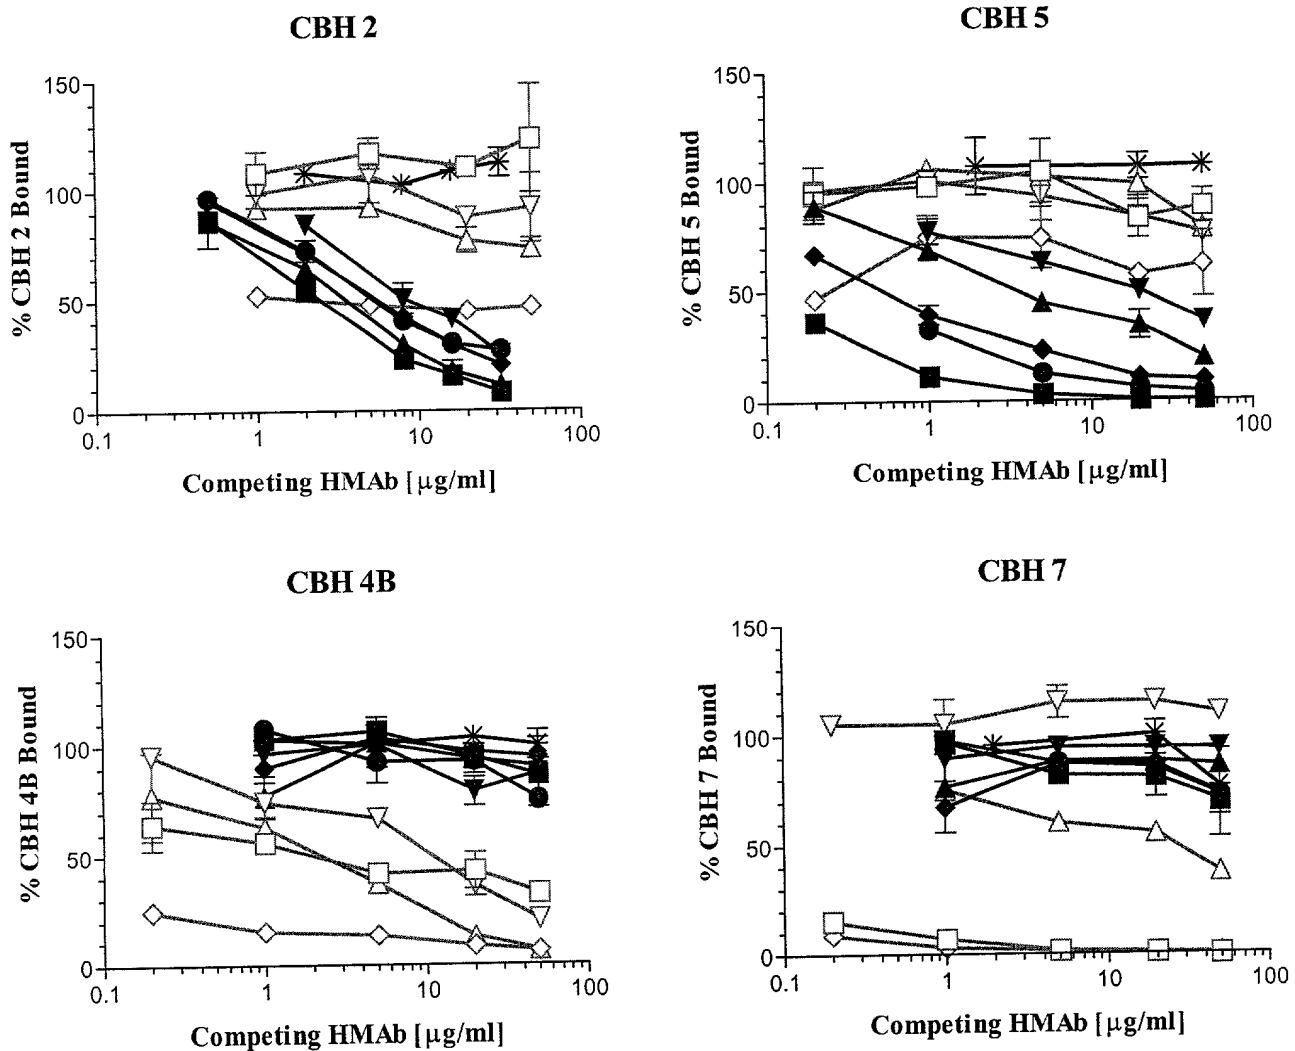 CBH 2
CBH 5
150
100
50
0
% CBH 2 Bound
0.1
1
10
100
Competing HMAb [μg/ml]
150
100
50
0
% CBH 5 Bound
0.1
1
10
100
Competing HMAb [μg/ml]
CBH 4B
CBH 7
150
100
50
0
% CBH 4B Bound
0.1
1
10
100
Competing HMAb [μg/ml]
150
100
50
0
% CBH 7 Bound
0.1
1
10
100
Competing HMAb [μg/ml]